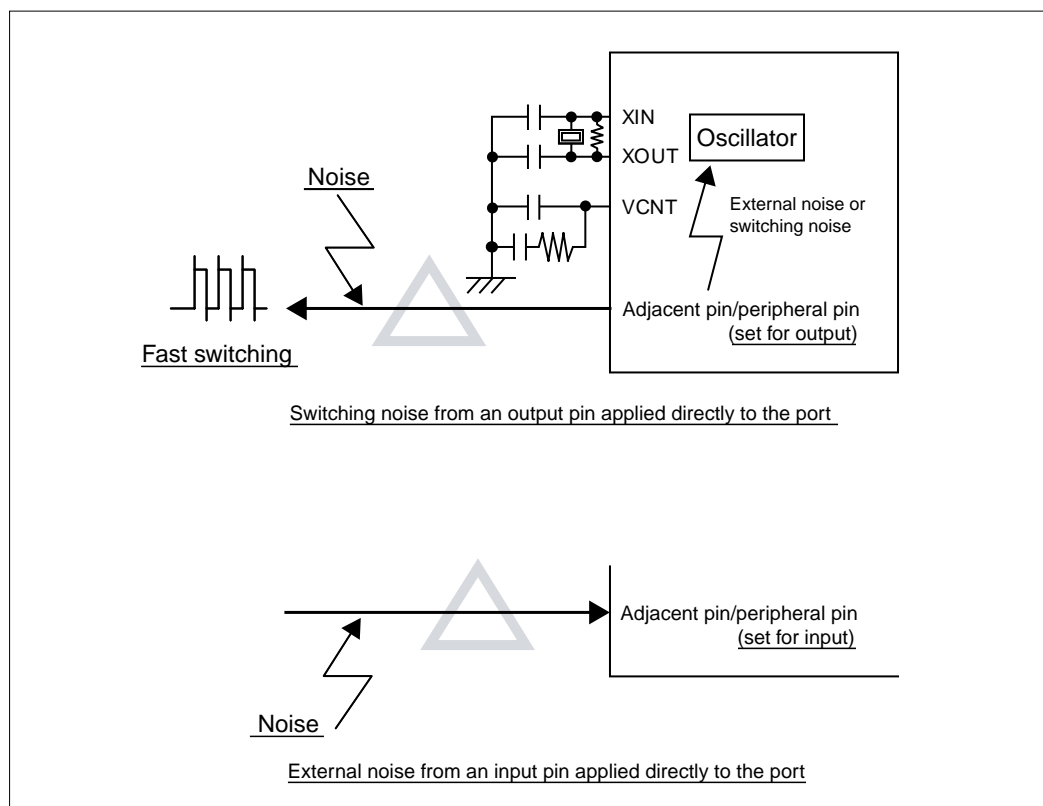 XIN
Oscillator
XOUT
Noise
VCNT
External noise or
switching noise
Adjacent pin/peripheral pin
(set for output)
Fast switching
Switching noise from an output pin applied directly to the port
Adjacent pin/peripheral pin
(set for input)
Noise
External noise from an input pin applied directly to the port